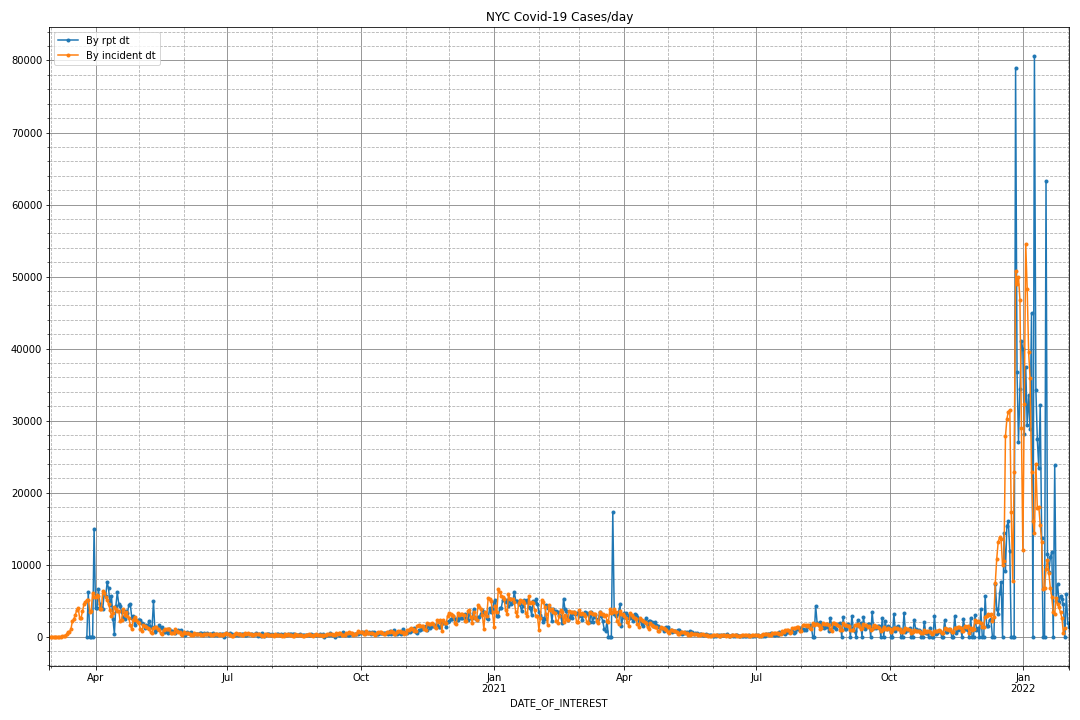 NYC Covid-19 Cases/day
By rpt dt
By incident dt
80000
70000
60000
50000
40000
30000
20000
10000
0
Apr Jul Oct Jan Apr Jul Oct Jan
2021 2022
DATE_OF_INTEREST